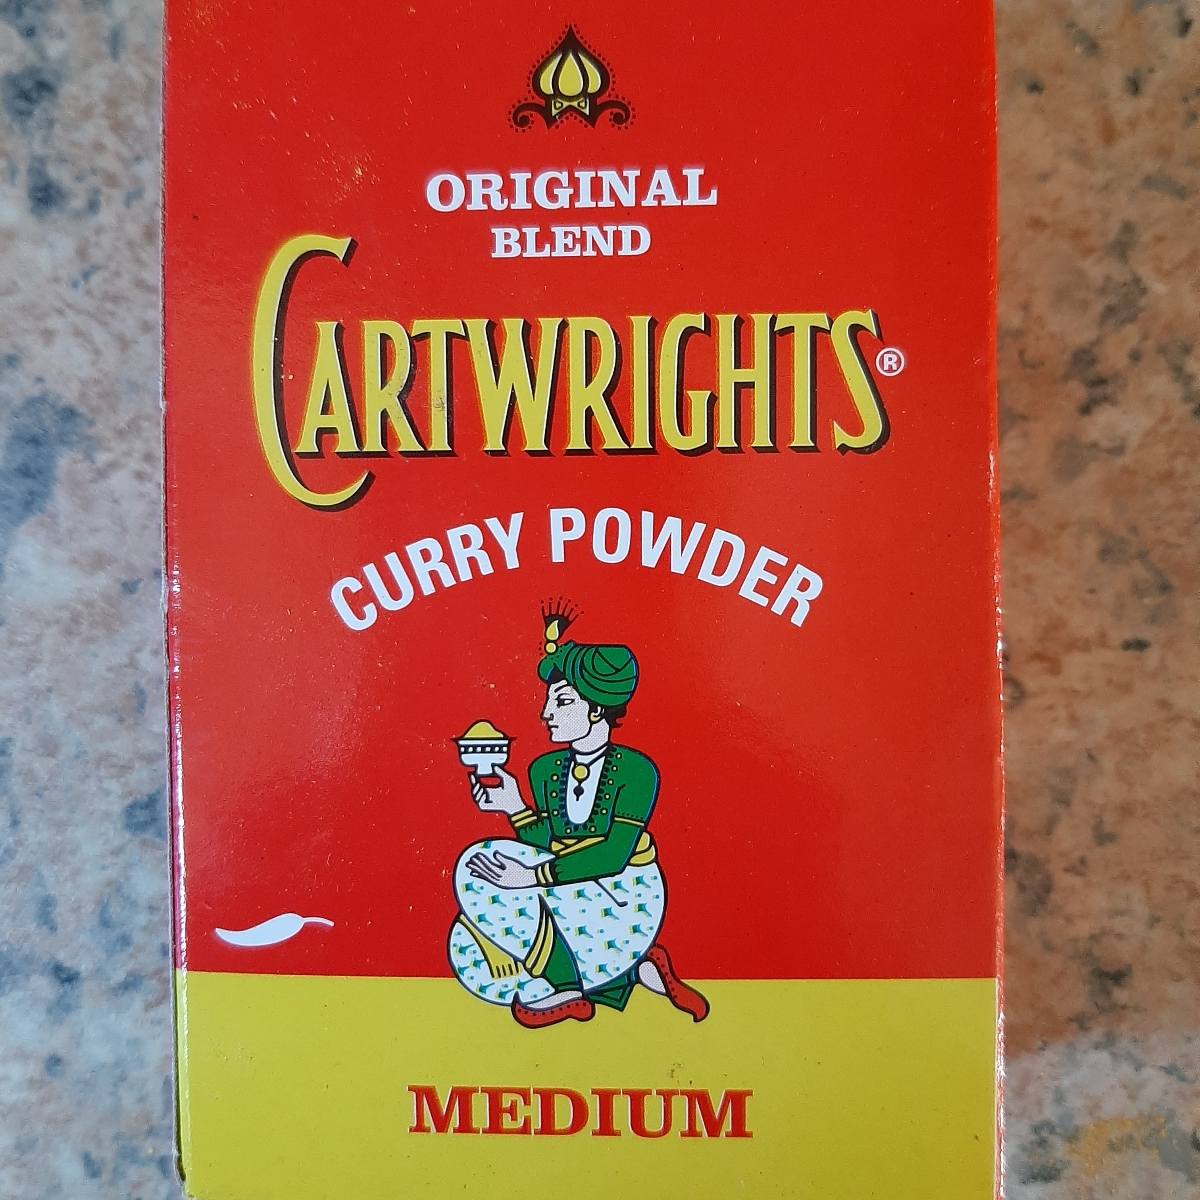 ORIGINAL
BLEND
CARTWRIGHTS®
CURRY POWDER
MEDIUM